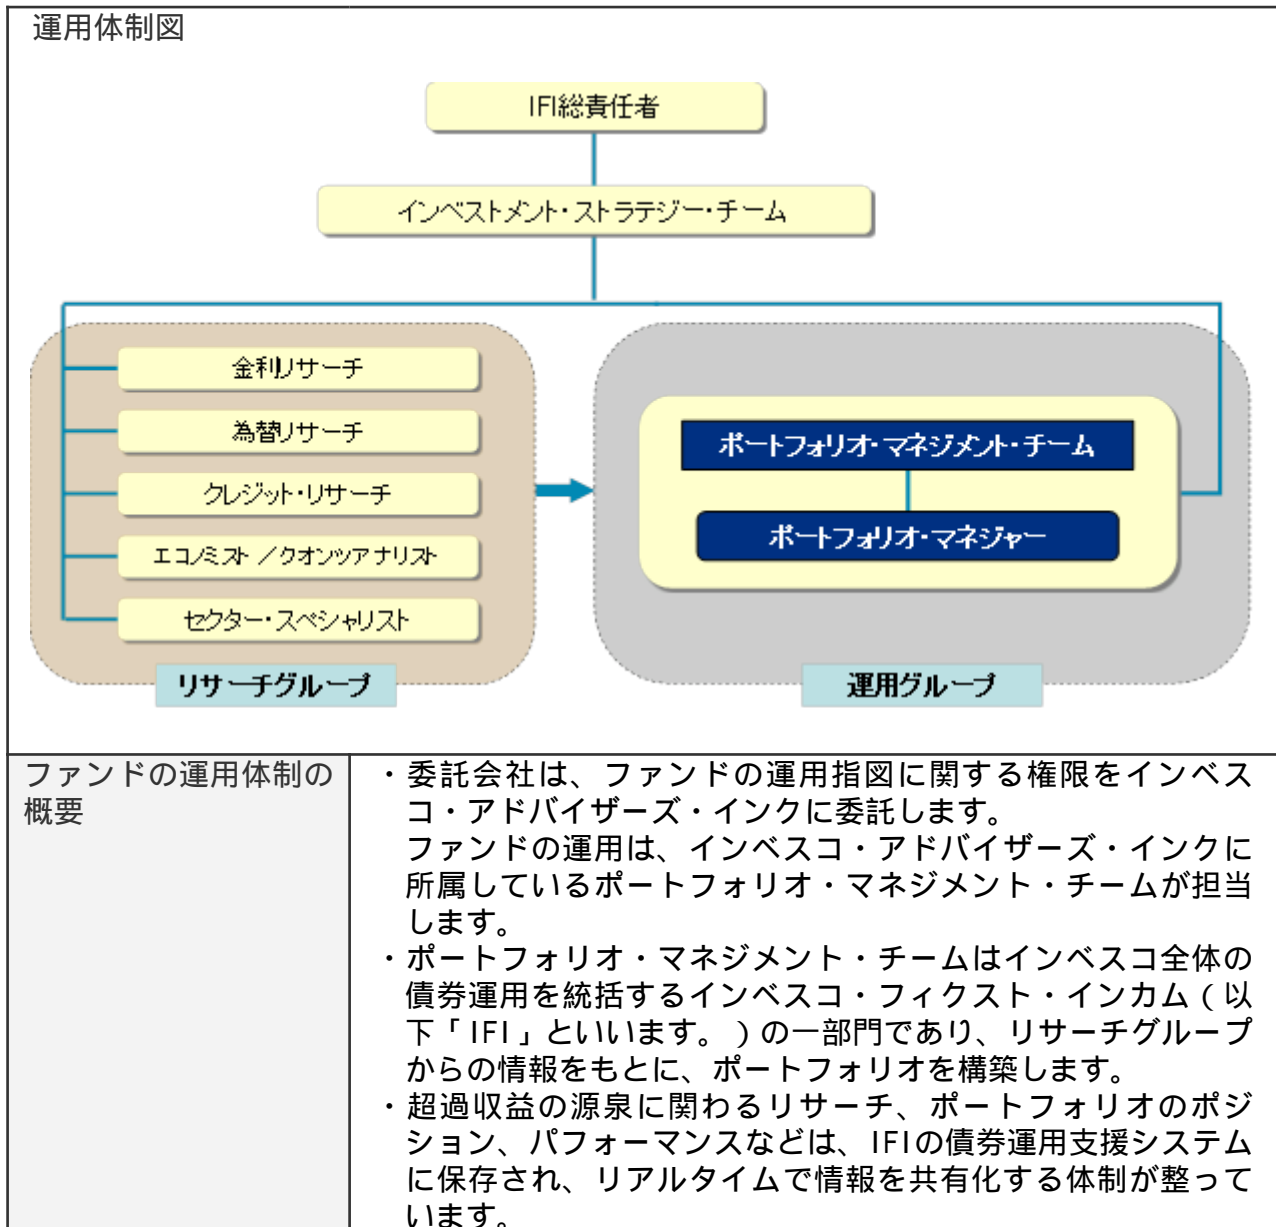 運用体制図
IFI総責任者
インベストメント・ストラテジー・チーム
金利リサーチ
為替リサーチ
クレジット・リサーチ
エコノミスト／クオンツアナリスト
セクター・スペシャリスト
リサーチグループ
ポートフォリオ・マネジメント・チーム
ポートフォリオ・マネジャー
運用グループ
ファンドの運用体制の
概要
・委託会社は、ファンドの運用指図に関する権限をインベス
コ・アドバイザーズ・インクに委託します。
ファンドの運用は、インベスコ・アドバイザーズ・インクに
所属しているポートフォリオ・マネジメント・チームが担当
します。
・ポートフォリオ・マネジメント・チームはインベスコ全体の
債券運用を統括するインベスコ・フィクスト・インカム（以
下「IFI」といいます。）の一部門であり、リサーチグループ
からの情報をもとに、ポートフォリオを構築します。
・超過収益の源泉に関わるリサーチ、ポートフォリオのポジ
ション、パフォーマンスなどは、IFIの債券運用支援システム
に保存され、リアルタイムで情報を共有化する体制が整って
います。